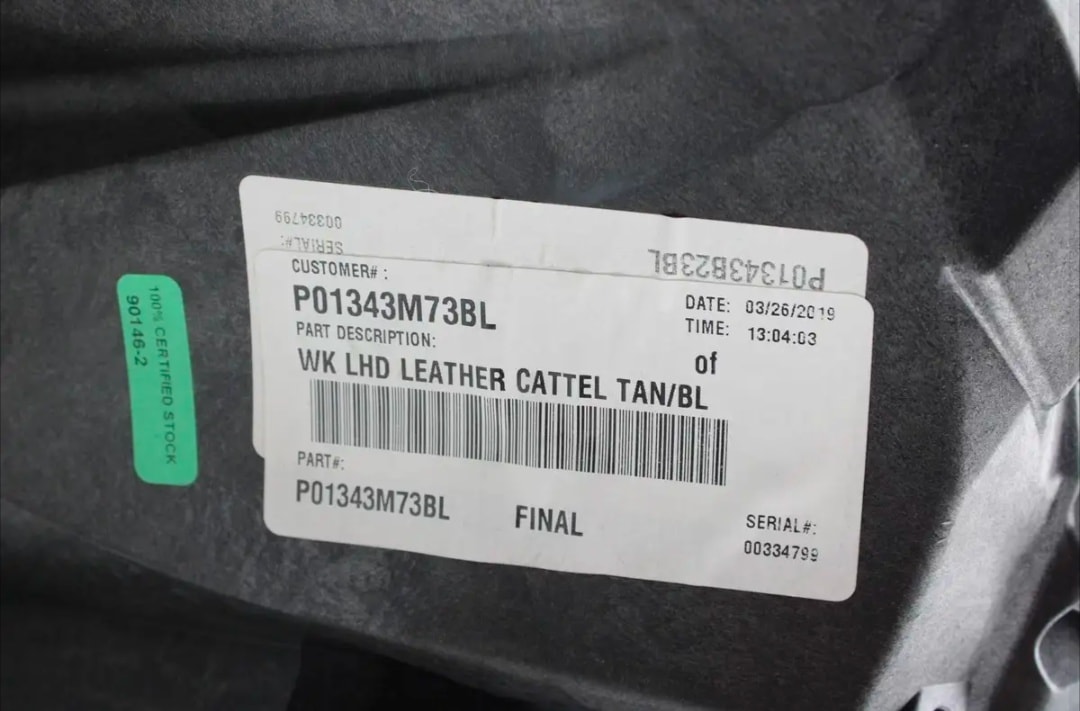 00334799
SERIAL#:
P01343B23BL
CUSTOMER# :
P01343M73BL
DATE: 03/26/2019
TIME: 13:04:03
PART DESCRIPTION:
of
WK LHD LEATHER CATTEL TAN/BL
PART#:
P01343M73BL
FINAL
SERIAL#:
00334799
100% CERTIFIED STOCK
90146-2